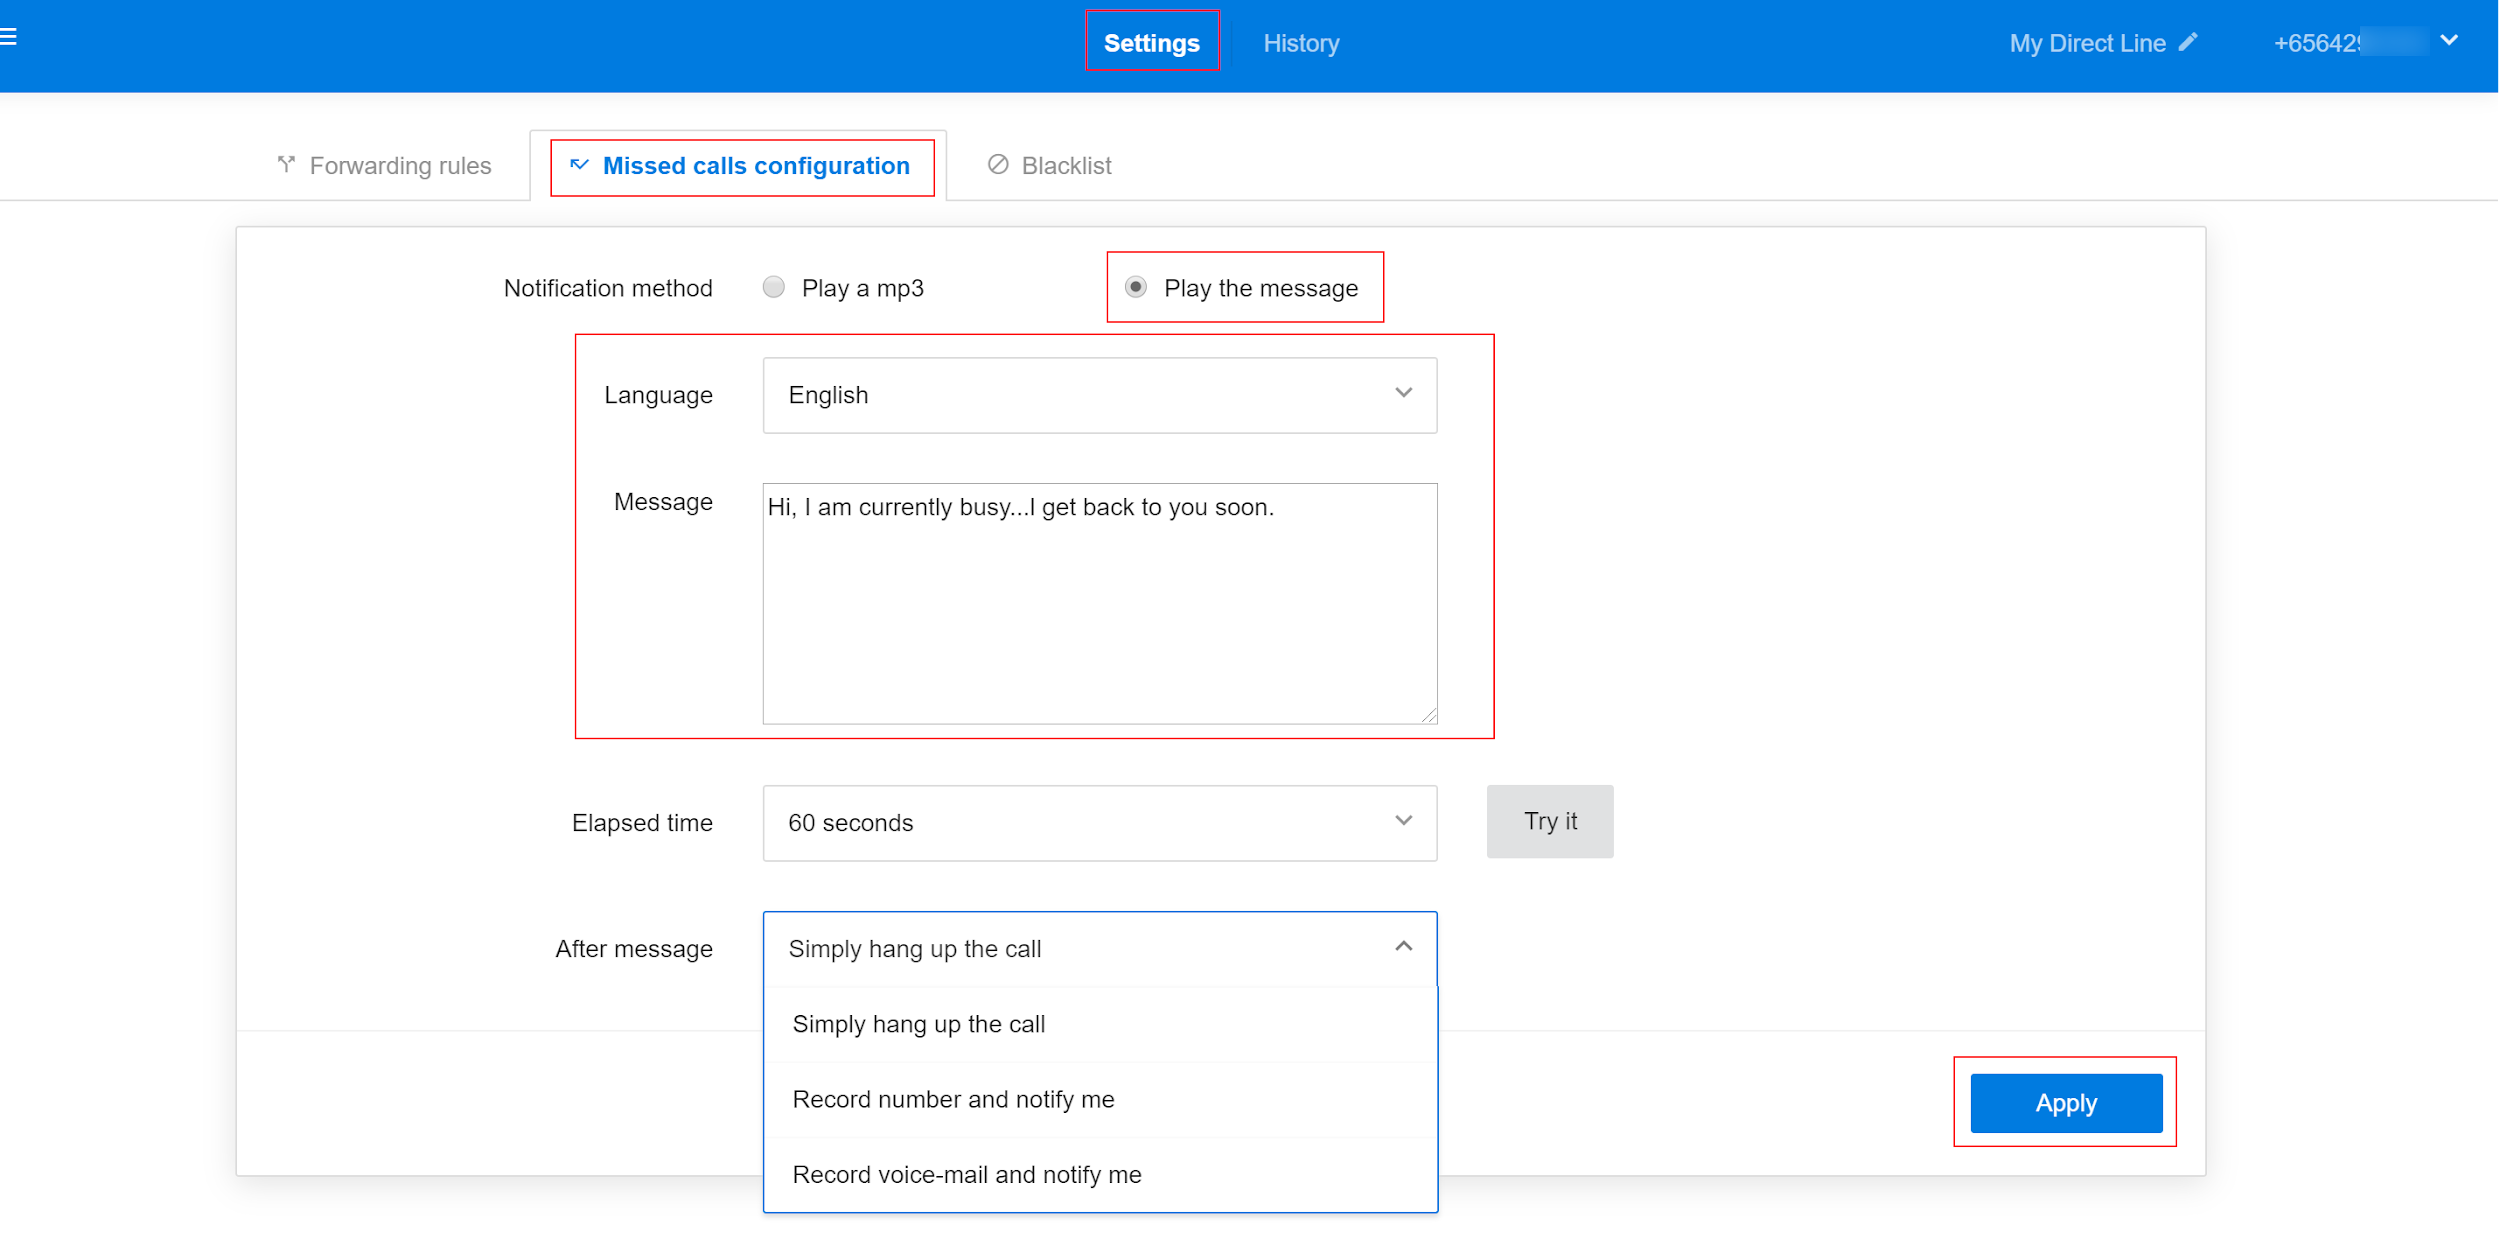 Settings
History
My Direct Line
+65642
Forwarding rules
Missed calls configuration
Blacklist
Notification method
Play a mp3
Play the message
Language
English
Message
Hi, I am currently busy...I get back to you soon.
Elapsed time
60 seconds
Try it
After message
Simply hang up the call
Simply hang up the call
Record number and notify me
Record voice-mail and notify me
Apply